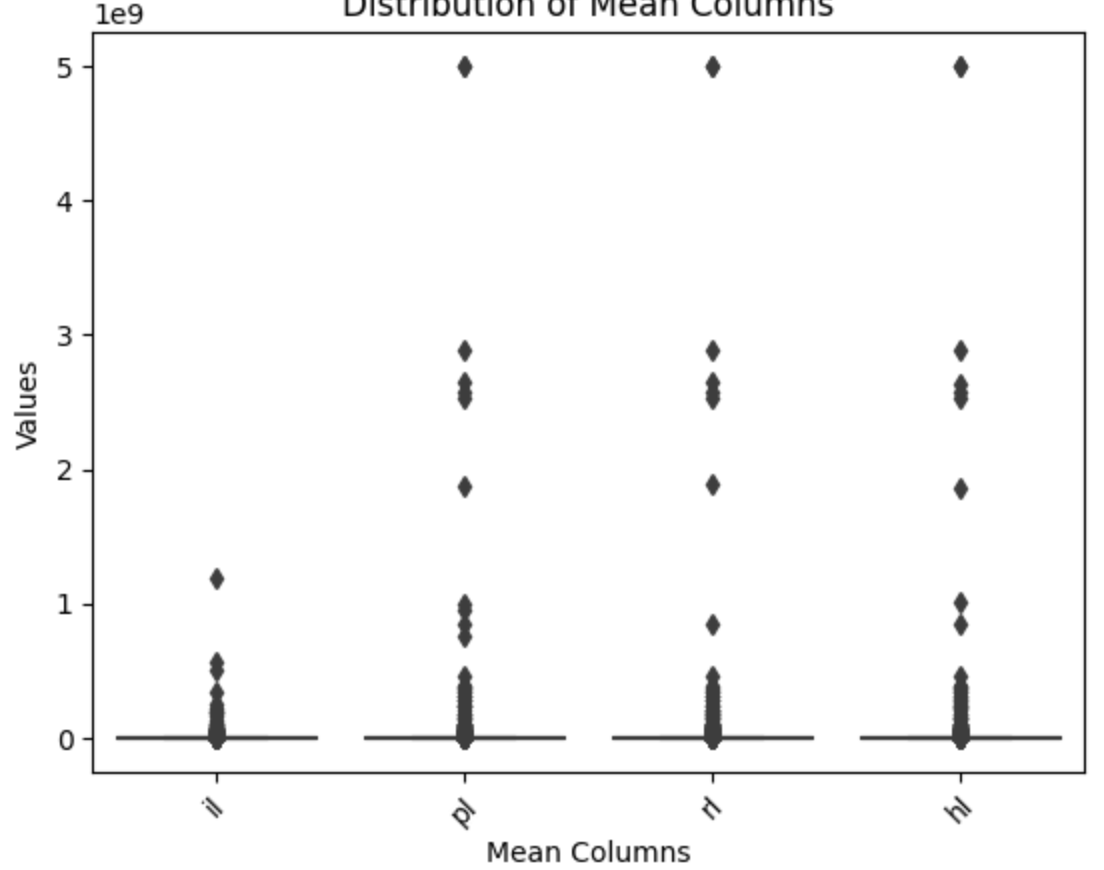 Distribution of Mean Columns
1e9
5
4
3
2
1
0
Values
il
pl
rl
hl
Mean Columns